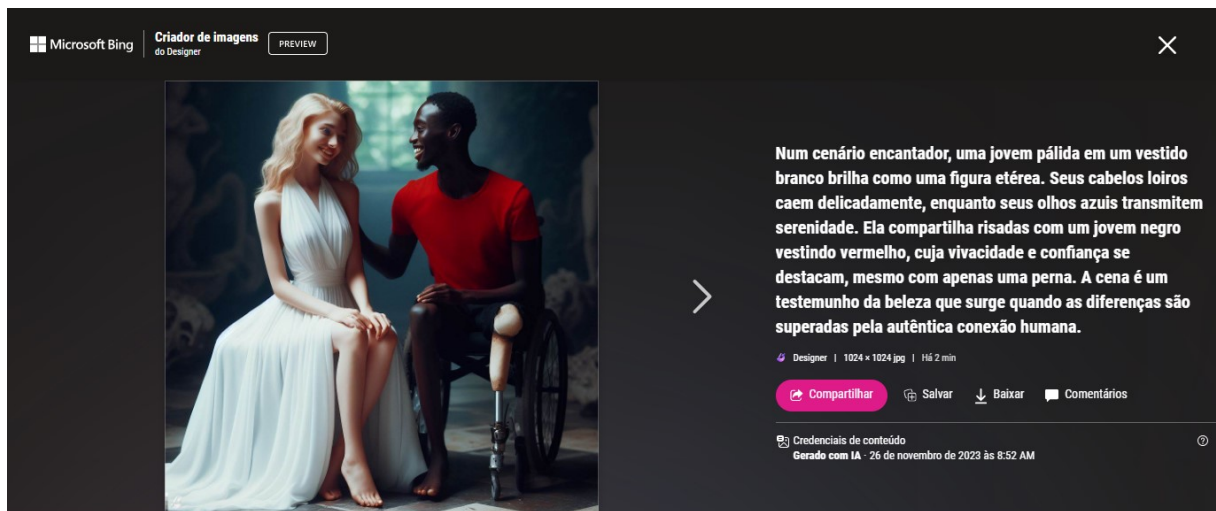 Microsoft Bing
Criador de imagens
do Designer
PREVIEW
Num cenário encantador, uma jovem pálida em um vestido
branco brilha como uma figura etérea. Seus cabelos loiros
caem delicadamente, enquanto seus olhos azuis transmitem
serenidade. Ela compartilha risadas com um jovem negro
vestindo vermelho, cuja vivacidade e confiança se
destacam, mesmo com apenas uma perna. A cena é um
testemunho da beleza que surge quando as diferenças são
superadas pela autêntica conexão humana.
Designer | 1024 × 1024 jpg | Há 2 min
Compartilhar Salvar Baixar Comentários
Credenciais de conteúdo
Gerado com IA · 26 de novembro de 2023 às 8:52 AM